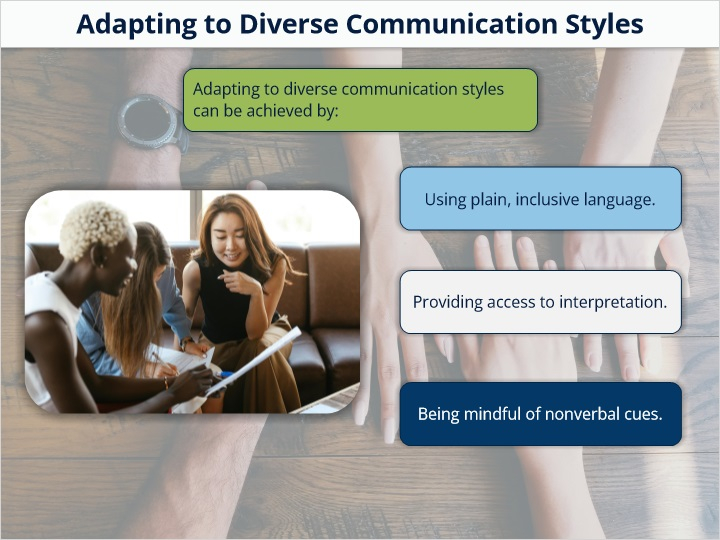 Adapting to Diverse Communication Styles
Adapting to diverse communication styles
can be achieved by:
Using plain, inclusive language.
Providing access to interpretation.
Being mindful of nonverbal cues.